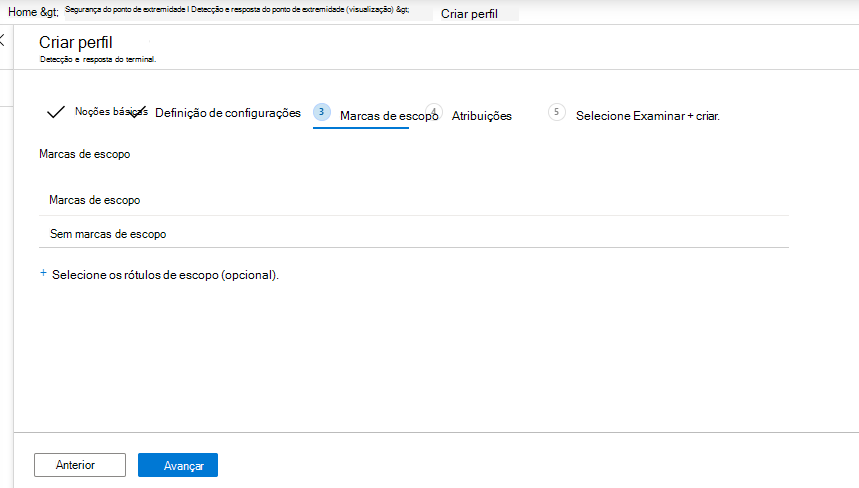 Home &gt; Segurança do ponto de extremidade | Detecção e resposta do ponto de extremidade (visualização) &gt; Criar perfil
Criar perfil
Detecção e resposta do terminal.
Noções básicas Definição de configurações 3 Marcas de escopo 4 Atribuições 5 Selecione Examinar + criar.
Marcas de escopo
Marcas de escopo
Sem marcas de escopo
+ Selecione os rótulos de escopo (opcional).
Anterior Avançar